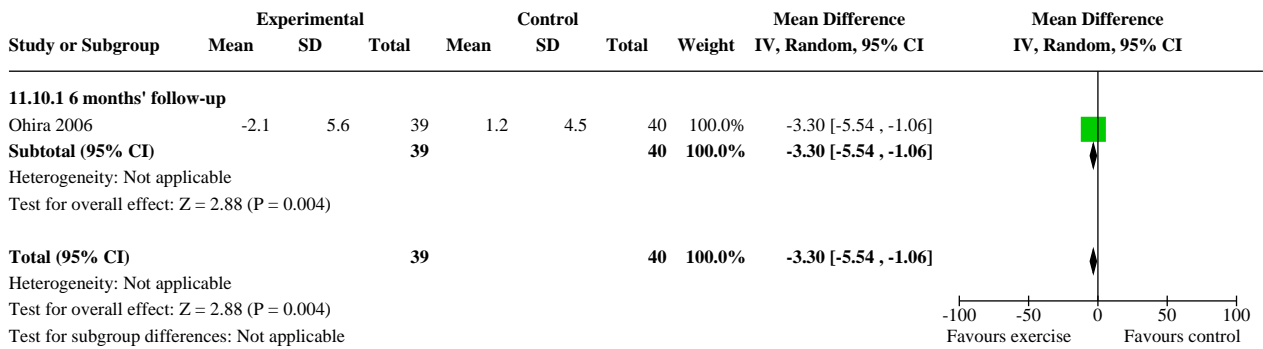 Experimental Control Mean Difference Mean Difference
Study or Subgroup Mean SD Total Mean SD Total Weight IV, Random, 95% CI IV, Random, 95% CI
11.10.1 6 months' follow-up
Ohira 2006 -2.1 5.6 39 1.2 4.5 40 100.0% -3.30 [-5.54 , -1.06]
Subtotal (95% CI) 39 40 100.0% -3.30 [-5.54 , -1.06]
Heterogeneity: Not applicable
Test for overall effect: Z = 2.88 (P = 0.004)
Total (95% CI) 39 40 100.0% -3.30 [-5.54 , -1.06]
Heterogeneity: Not applicable
Test for overall effect: Z = 2.88 (P = 0.004)
-100 -50 0 50 100
Test for subgroup differences: Not applicable Favours exercise Favours control